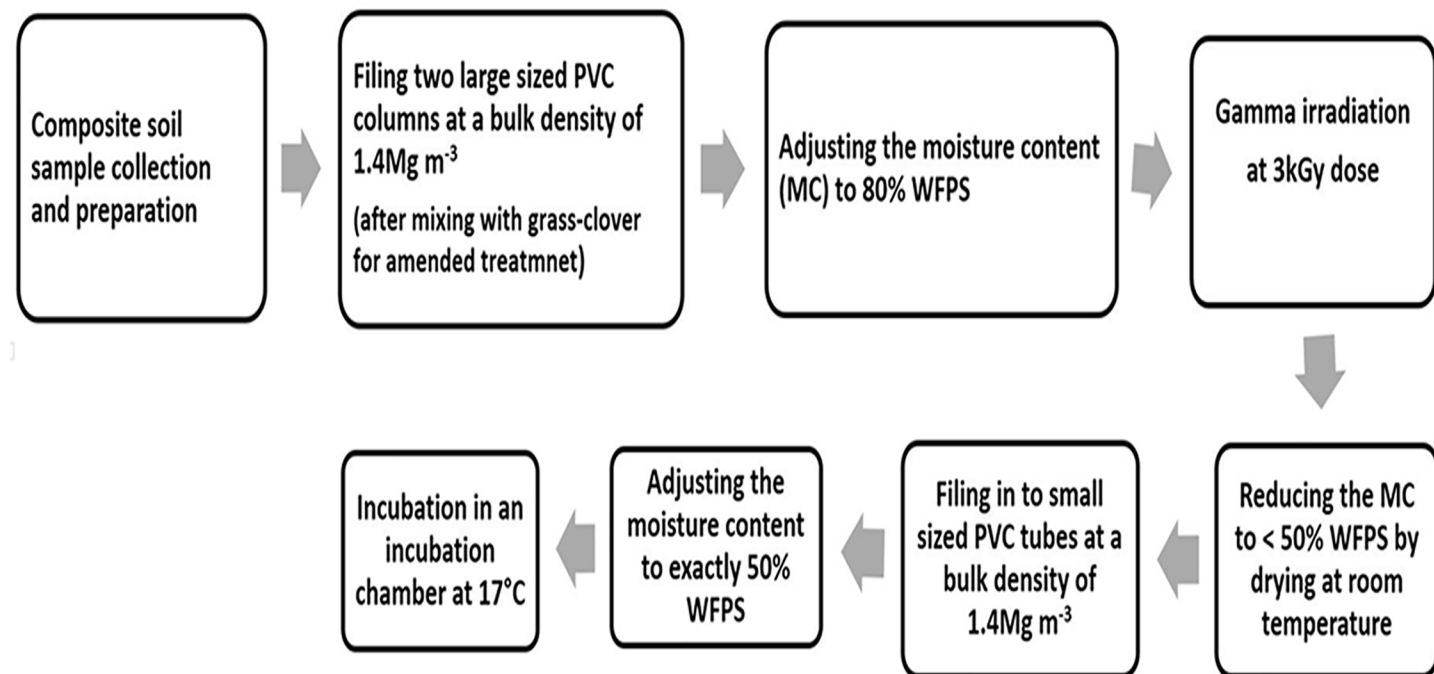 Composite soil
sample collection
and preparation
Filing two large sized PVC
columns at a bulk density of
1.4Mg m⁻³
(after mixing with grass-clover
for amended treatmnet)
Adjusting the moisture content
(MC) to 80% WFPS
Gamma irradiation
at 3kGy dose
Reducing the MC
to < 50% WFPS by
drying at room
temperature
Filing in to small
sized PVC tubes at a
bulk density of
1.4Mg m⁻³
Adjusting the
moisture content
to exactly 50%
WFPS
Incubation in an
incubation
chamber at 17°C